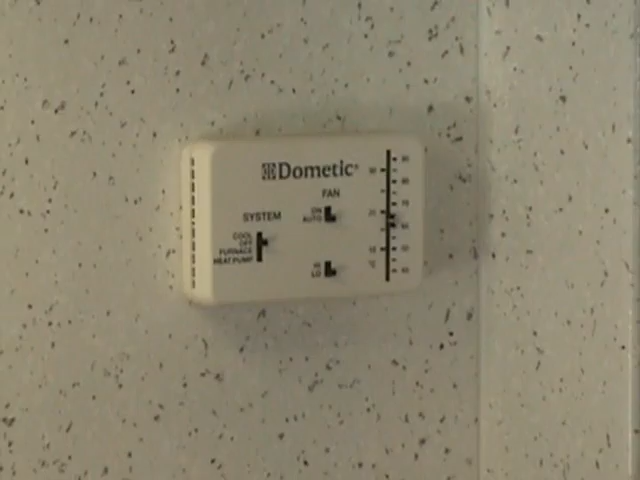 Dometic
FAN
ON
AUTO
SYSTEM
COOL
OFF
FURNACE
HEAT PUMP
HI
LO